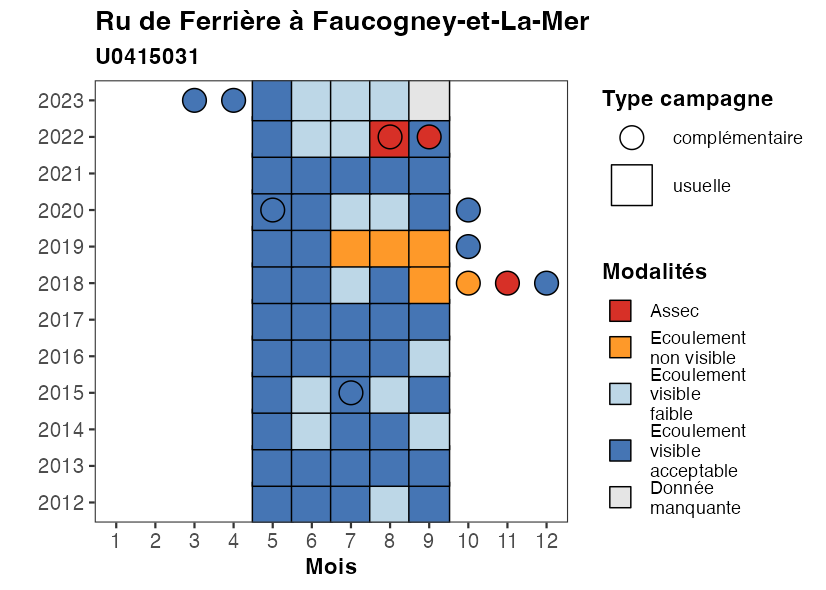 Ru de Ferrière à Faucogney-et-La-Mer
U0415031
2023
2022
2021
2020
2019
2018
2017
2016
2015
2014
2013
2012
1 2 3 4 5 6 7 8 9 10 11 12
Mois
Type campagne
complémentaire
usuelle
Modalités
Assec
Ecoulement
non visible
Ecoulement
visible
faible
Ecoulement
visible
acceptable
Donnée
manquante